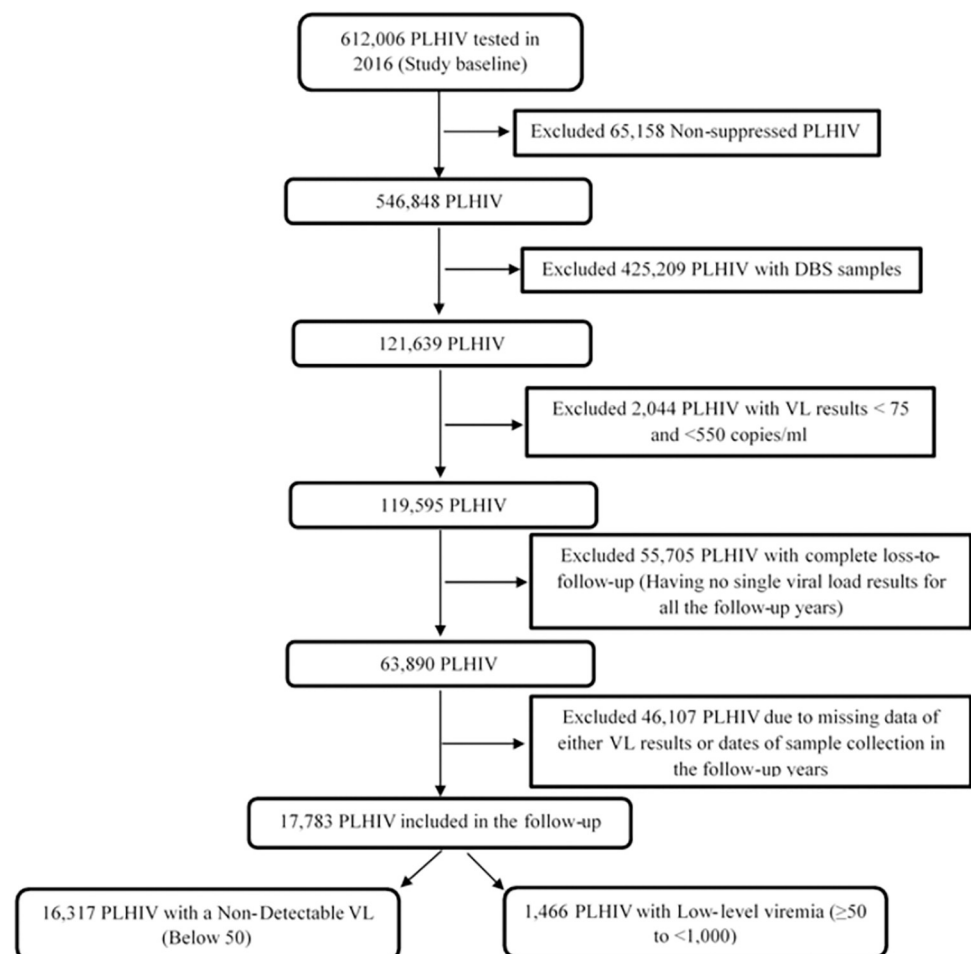 612,006 PLHIV tested in
2016 (Study baseline)
Excluded 65,158 Non-suppressed PLHIV
546,848 PLHIV
Excluded 425,209 PLHIV with DBS samples
121,639 PLHIV
Excluded 2,044 PLHIV with VL results < 75
and <550 copies/ml
119,595 PLHIV
Excluded 55,705 PLHIV with complete loss-to-
follow-up (Having no single viral load results for
all the follow-up years)
63,890 PLHIV
Excluded 46,107 PLHIV due to missing data of
either VL results or dates of sample collection in
the follow-up years
17,783 PLHIV included in the follow-up
16,317 PLHIV with a Non-Detectable VL
(Below 50)
1,466 PLHIV with Low-level viremia (≥50
to <1,000)